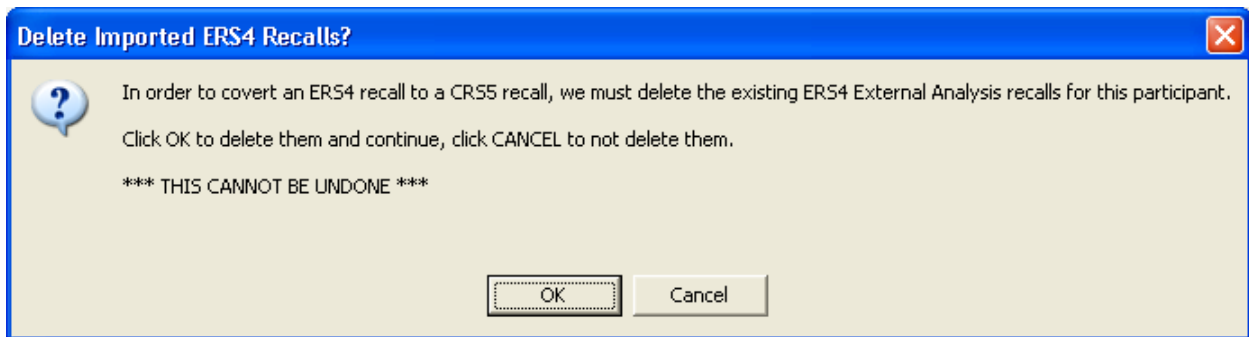 Delete Imported ERS4 Recalls?
In order to covert an ERS4 recall to a CRS5 recall, we must delete the existing ERS4 External Analysis recalls for this participant.
Click OK to delete them and continue, click CANCEL to not delete them.
*** THIS CANNOT BE UNDONE ***
OK Cancel